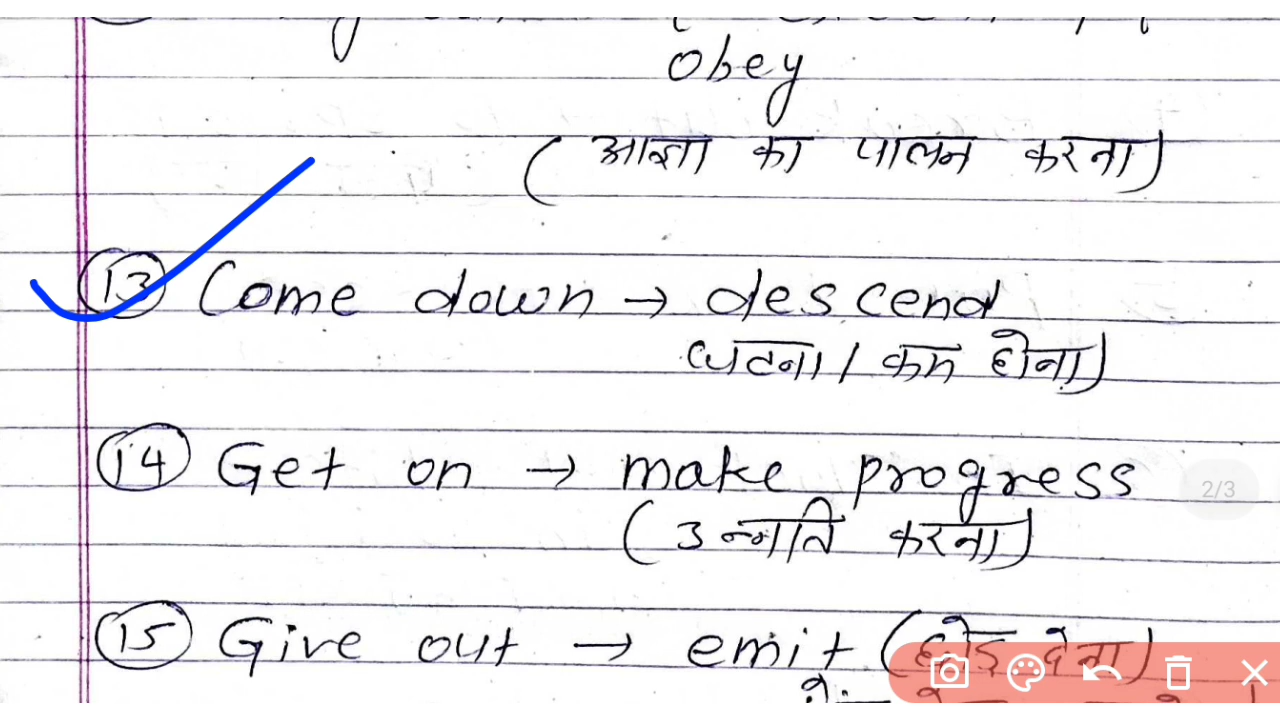 obey
(आज्ञा का पालन करना)
13 Come down → descend
घटना / कम होना)
14 Get on → make progress
2/3
(उन्नति करना)
15 Give out → emit (छोड़ देना)